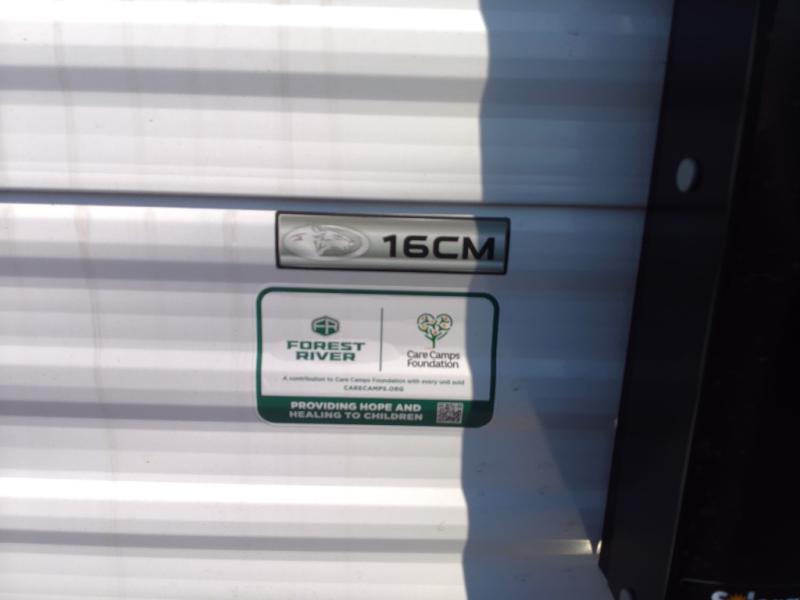 16CM
FR
FOREST
RIVER
Care Camps
Foundation
A contribution to Care Camps Foundation with every unit sold
CARECAMPS.ORG
PROVIDING HOPE AND
HEALING TO CHILDREN